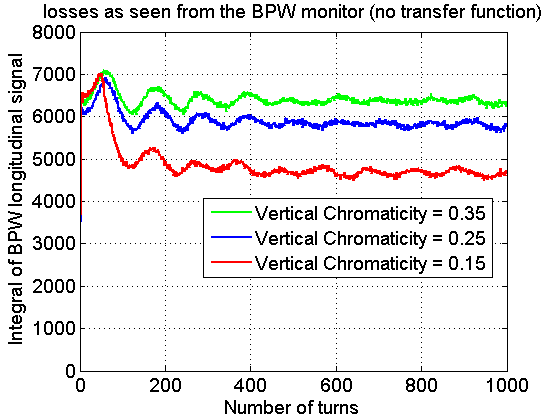 losses as seen from the BPW monitor (no transfer function)
8000
7000
6000
5000
4000
3000
2000
1000
0
Integral of BPW longitudinal signal
Vertical Chromaticity = 0.35
Vertical Chromaticity = 0.25
Vertical Chromaticity = 0.15
0 200 400 600 800 1000
Number of turns